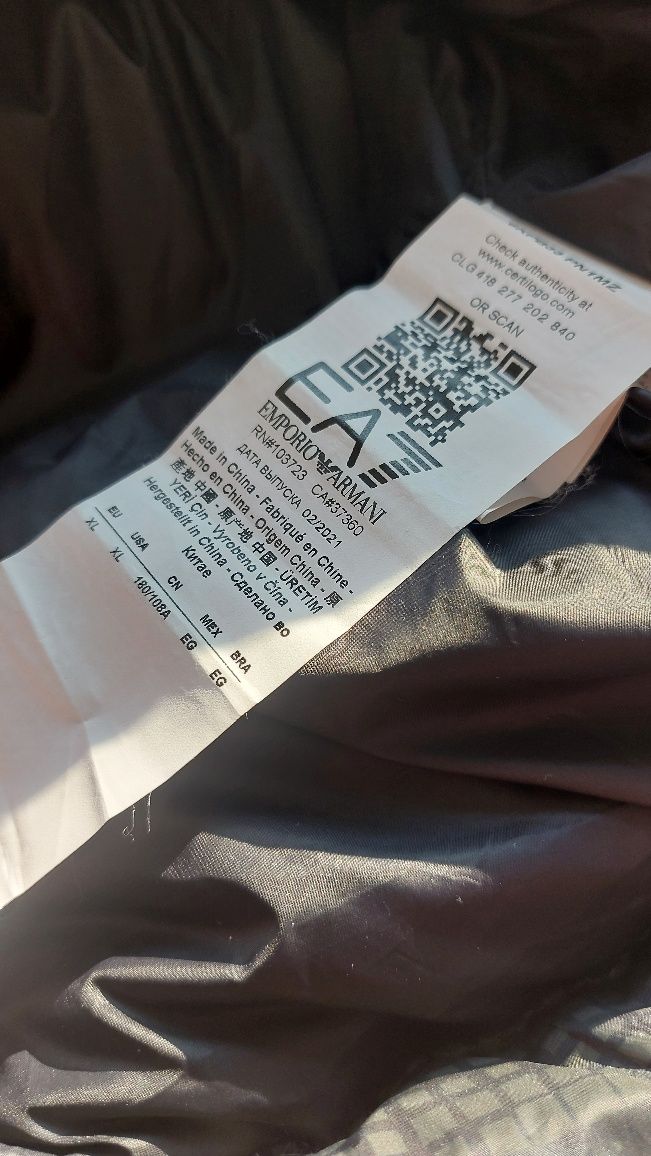 Check authenticity at
www.certilogo.com
CLG 418 277 202 840
OR SCAN
EA7
EMPORIO ARMANI
RN#103723 CA#37360
ДАТА ВЫПУСКА 02/2021
Made in China - Fabriqué en Chine -
Hecho en China - Origem China - 原
産地 中國 - 原产地 中国 - ÜRETİM
YERİ Çin - Vyrobeno v Čína -
Hergestellt in China - Сделано во
Китае
EU USA CN MEX BRA
XL XL 180/108A EG EG